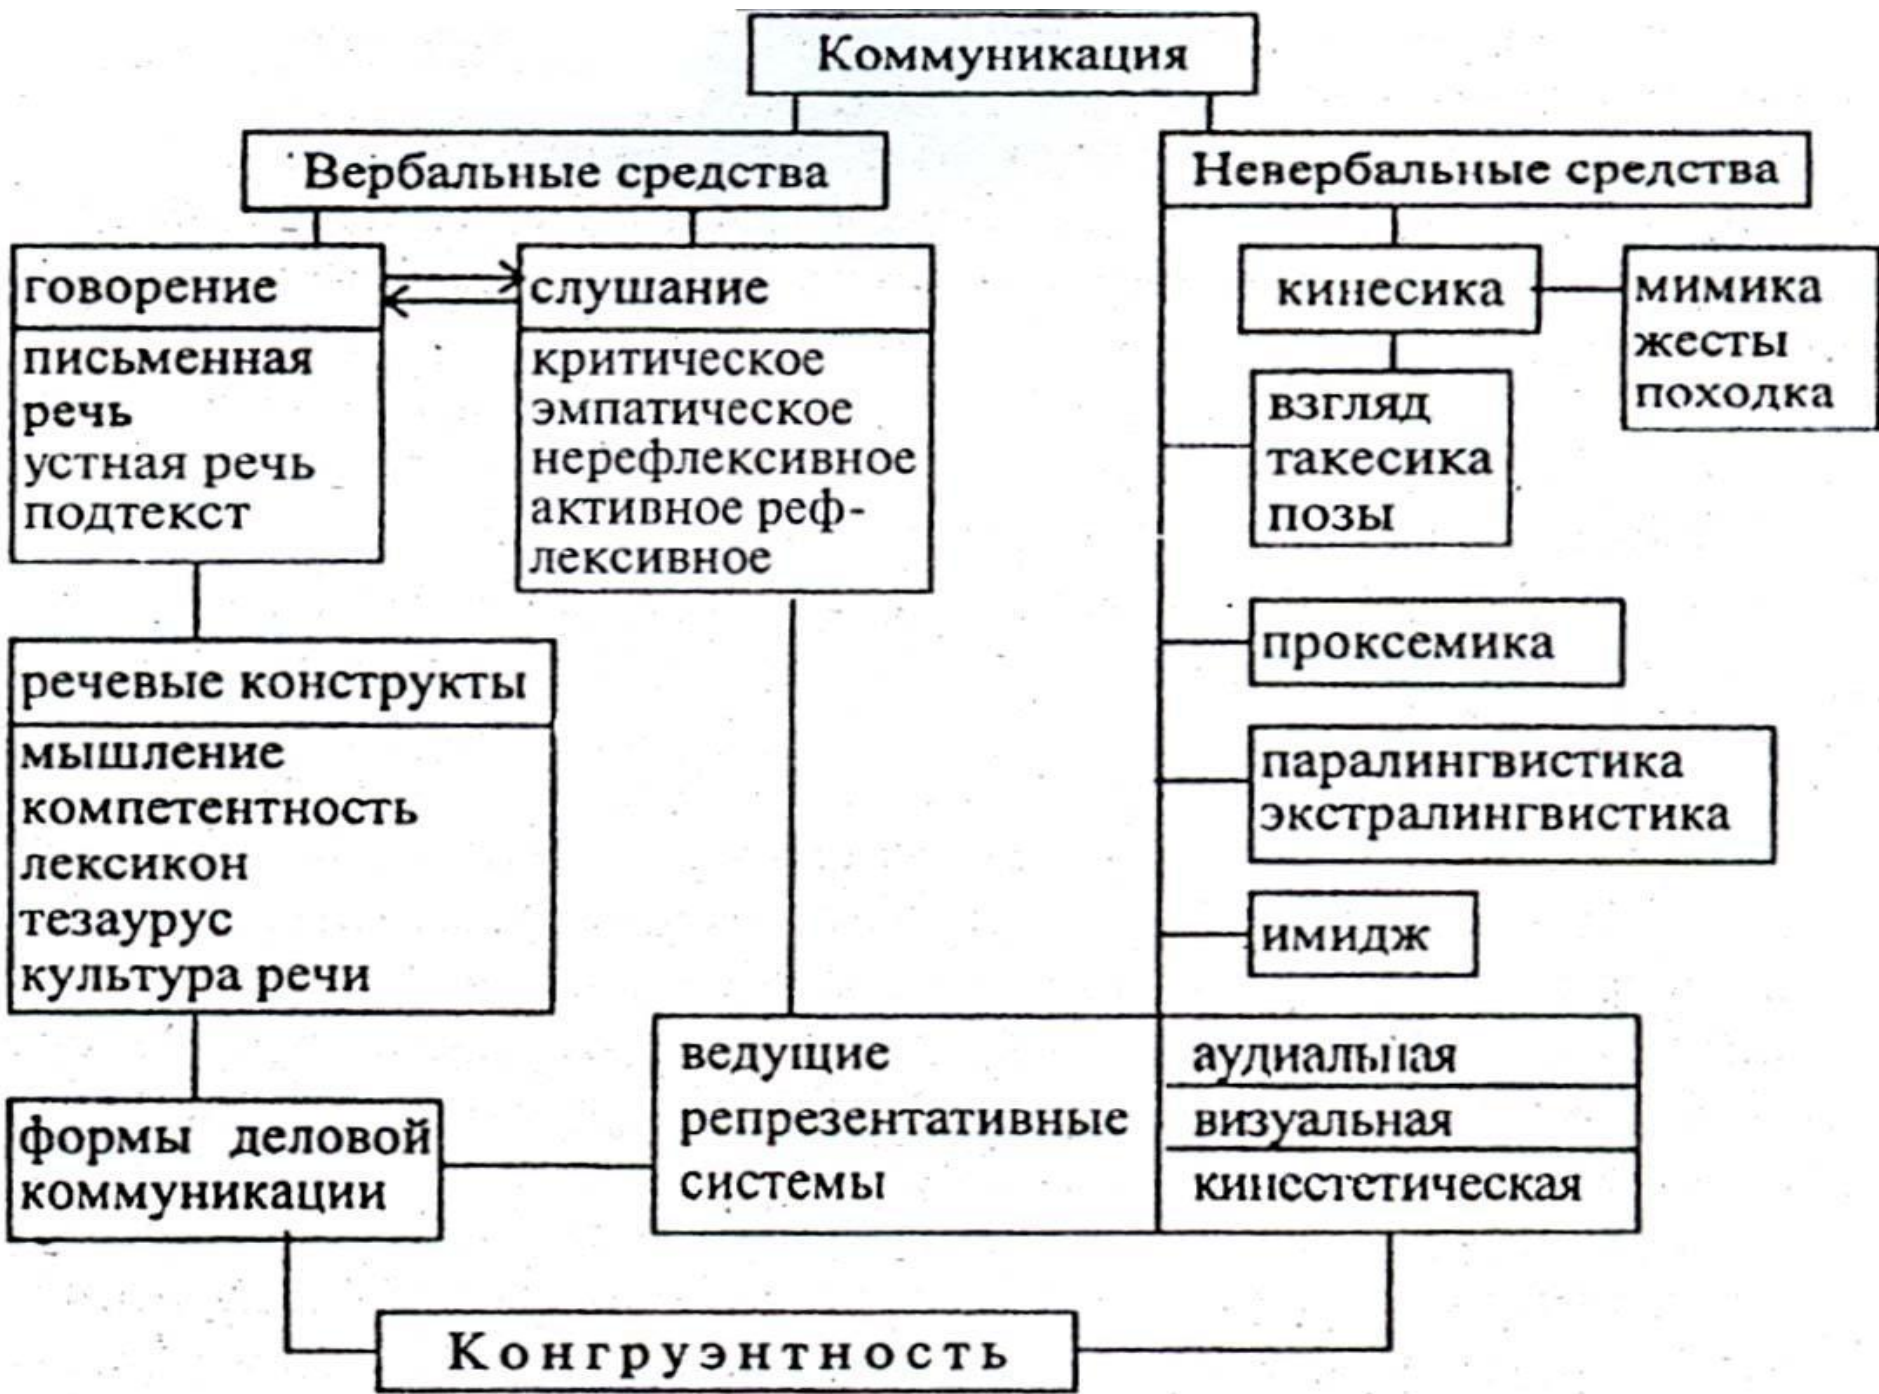 Коммуникация
Вербальные средства
Невербальные средства
говорение
письменная
речь
устная речь
подтекст
слушание
критическое
эмпатическое
нерефлексивное
активное реф-
лексивное
кинесика
мимика
жесты
походка
взгляд
такесика
позы
проксемика
паралингвистика
экстралингвистика
имидж
речевые конструкты
мышление
компетентность
лексикон
тезаурус
культура речи
формы деловой
коммуникации
ведущие
репрезентативные
системы
аудиальная
визуальная
кинестетическая
Конгруэнтность